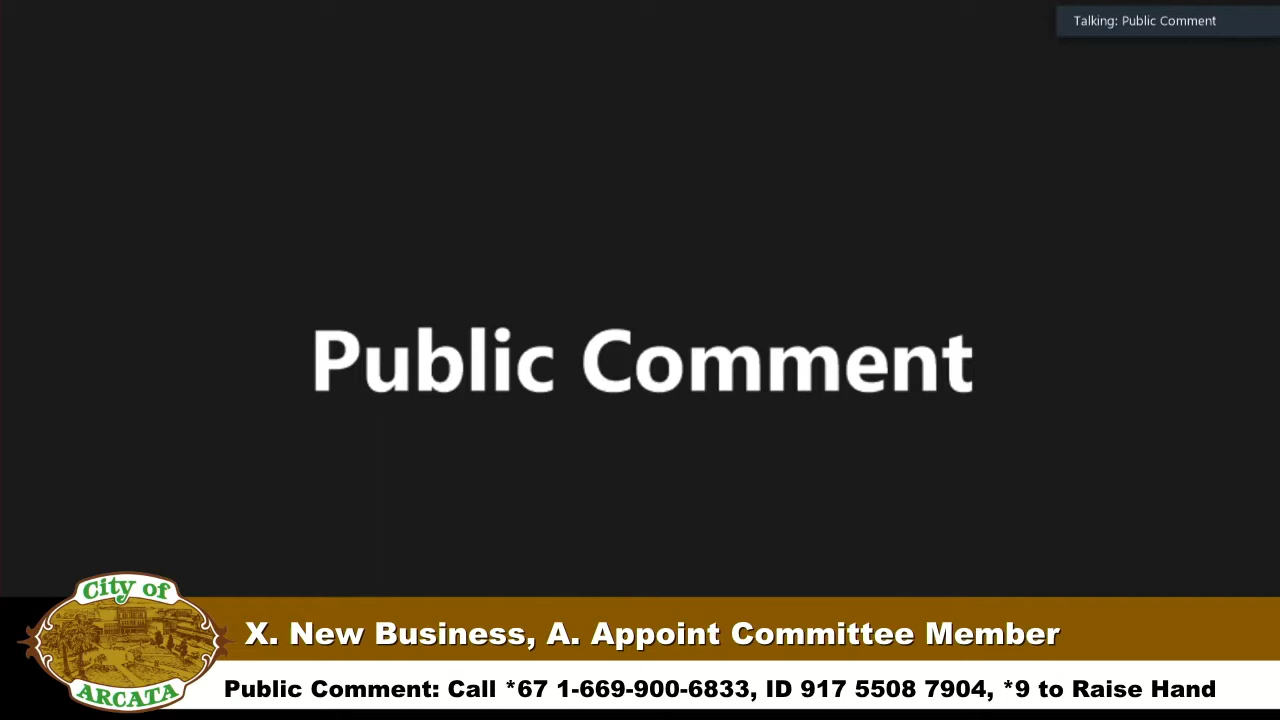 Talking: Public Comment
Public Comment
City of
ARCATA
X. New Business, A. Appoint Committee Member
Public Comment: Call *67 1-669-900-6833, ID 917 5508 7904, *9 to Raise Hand